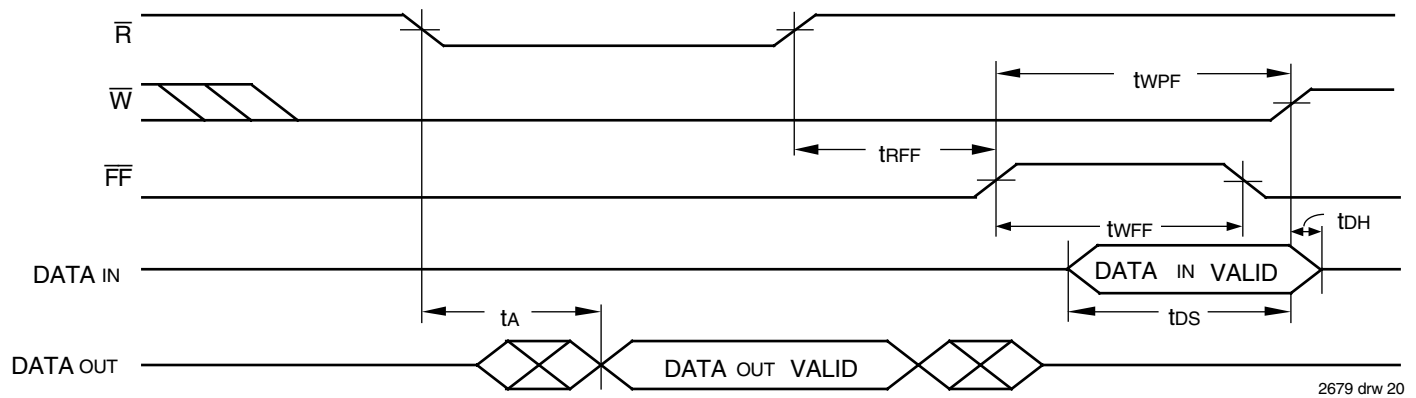 R̅
W̅
tWPF
tRFF
F̅F̅
tWFF
tDH
DATA IN
DATA IN VALID
tA
tDS
DATA OUT
DATA OUT VALID
2679 drw 20